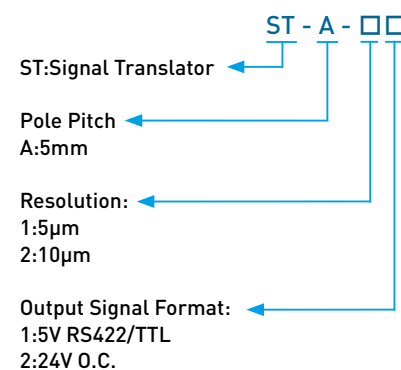 ST - A - □□
ST:Signal Translator
Pole Pitch
A:5mm
Resolution:
1:5μm
2:10μm
Output Signal Format:
1:5V RS422/TTL
2:24V O.C.